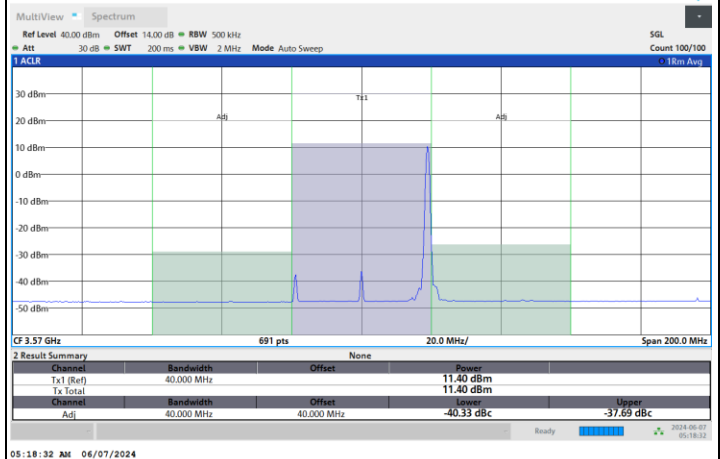 MultiView Spectrum
Ref Level 40.00 dBm Offset 14.00 dB RBW 500 kHz SGL
Att 30 dB SWT 200 ms VBW 2 MHz Mode Auto Sweep Count 100/100
1 ACLR 1Rm Avg
30 dBm
Tx1
20 dBm
Adj Adj
10 dBm
0 dBm
-10 dBm
-20 dBm
-30 dBm
-40 dBm
-50 dBm
CF 3.57 GHz 691 pts 20.0 MHz/ Span 200.0 MHz
2 Result Summary None
Channel Bandwidth Offset Power
Tx1 (Ref) 40.000 MHz 11.40 dBm
Tx Total 11.40 dBm
Channel Bandwidth Offset Lower Upper
Adj 40.000 MHz 40.000 MHz -40.33 dBc -37.69 dBc
Ready 2024-06-07
05:18:32
05:18:32 AM 06/07/2024